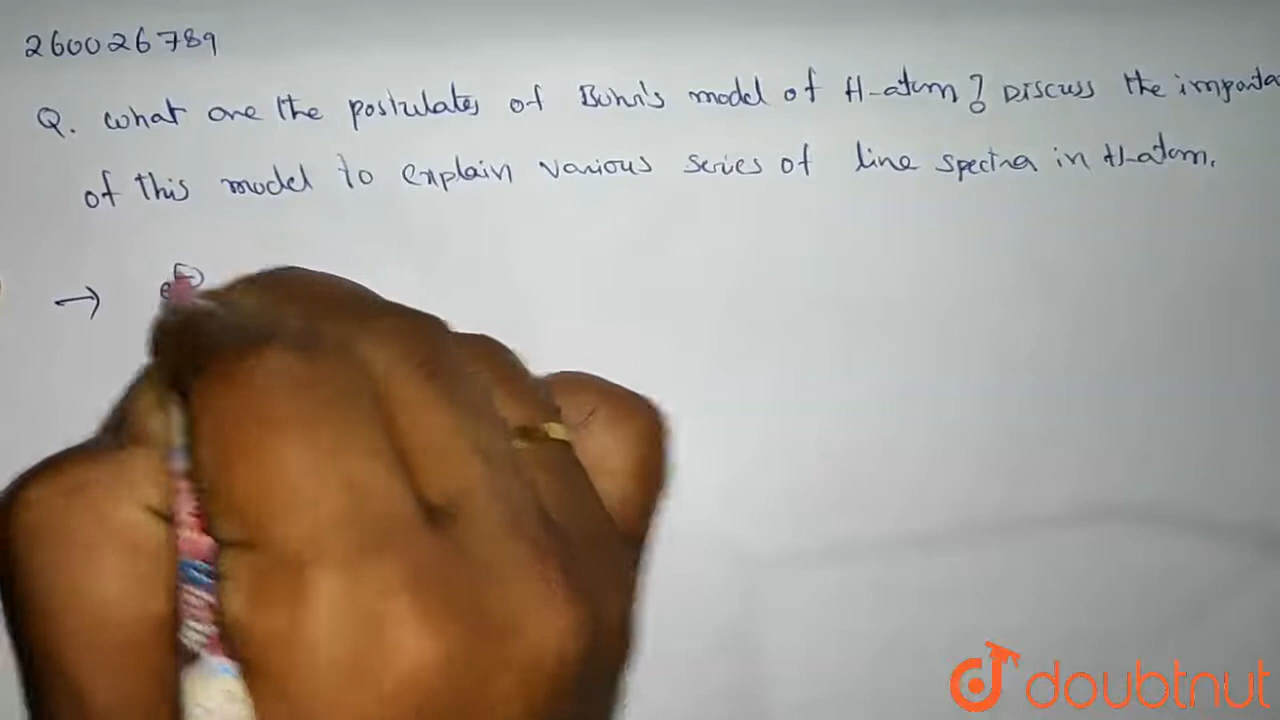 260026789
Q. What are the postulates of Bohr's model of H-atom? Discuss the importa
of this model to explain various series of line spectra in H-atom.
→ e
doubtnut